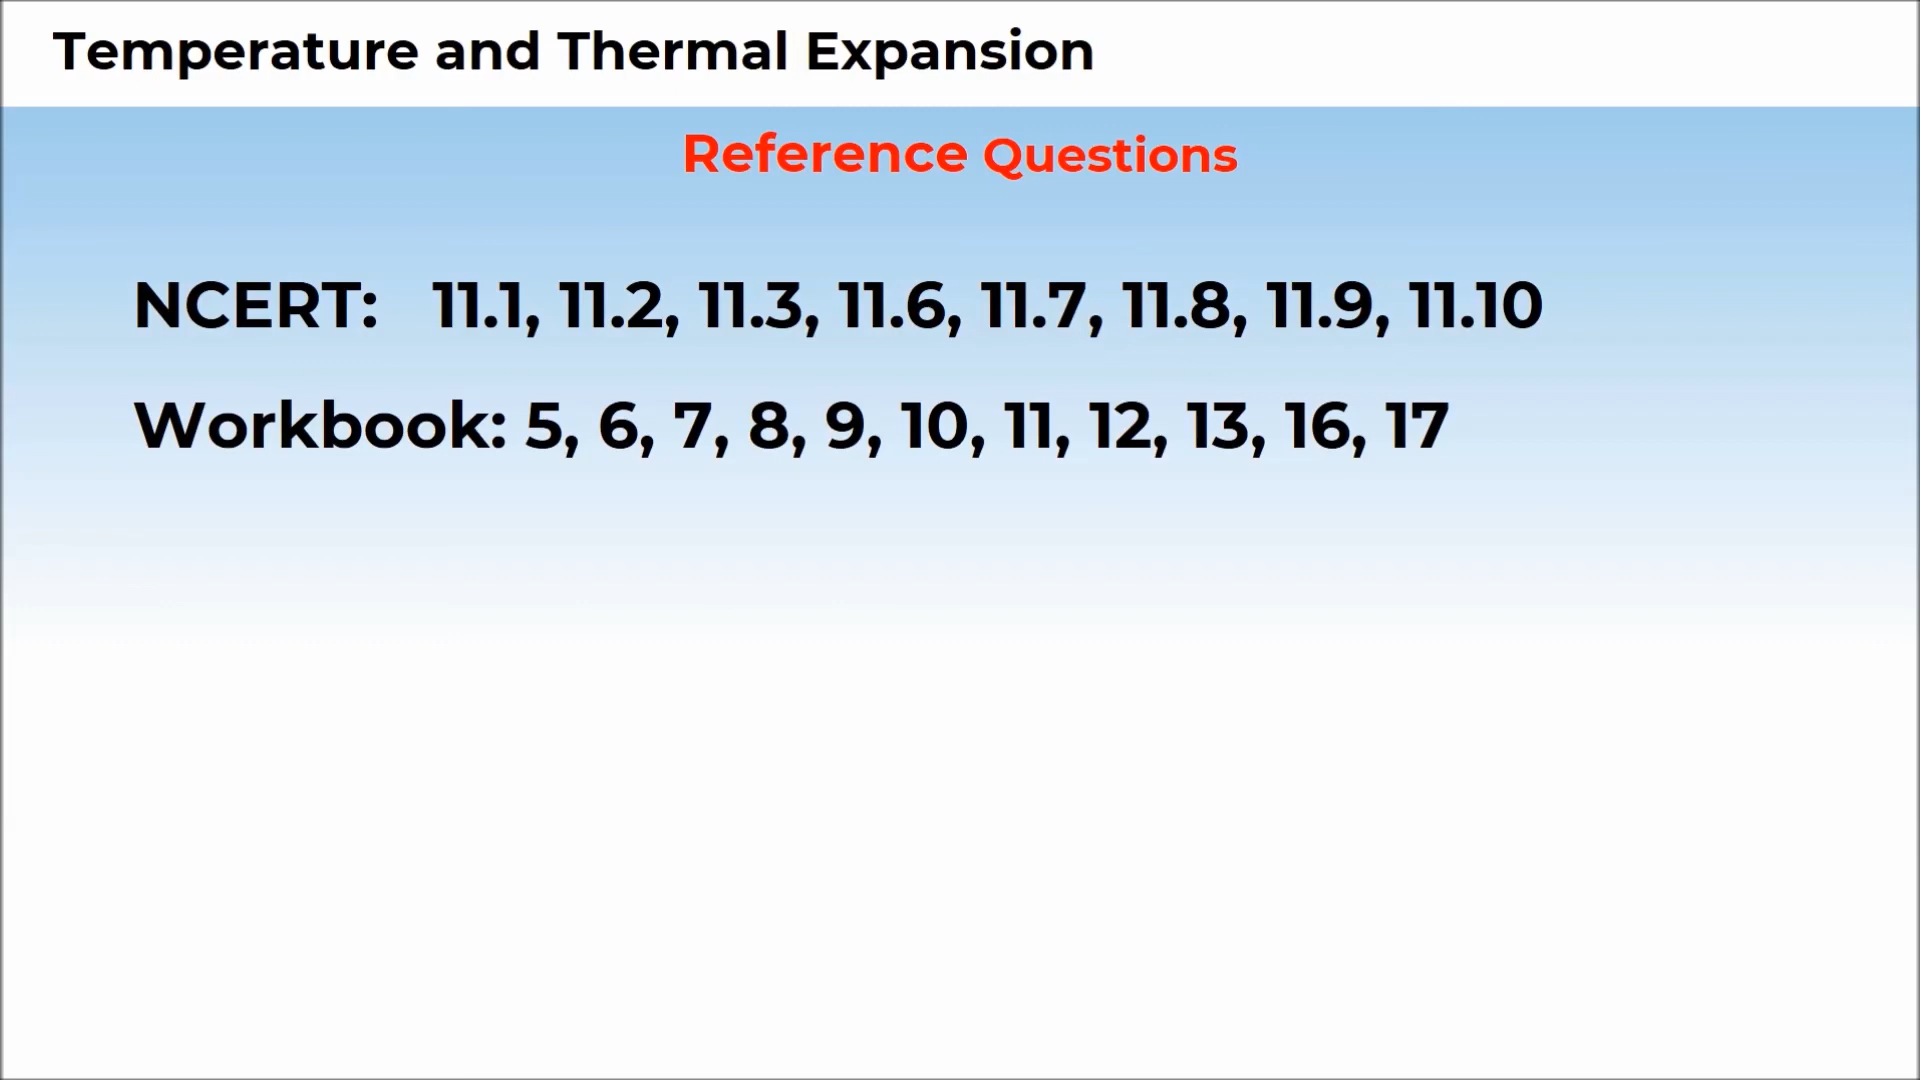 Temperature and Thermal Expansion
Reference Questions
NCERT: 11.1, 11.2, 11.3, 11.6, 11.7, 11.8, 11.9, 11.10
Workbook: 5, 6, 7, 8, 9, 10, 11, 12, 13, 16, 17